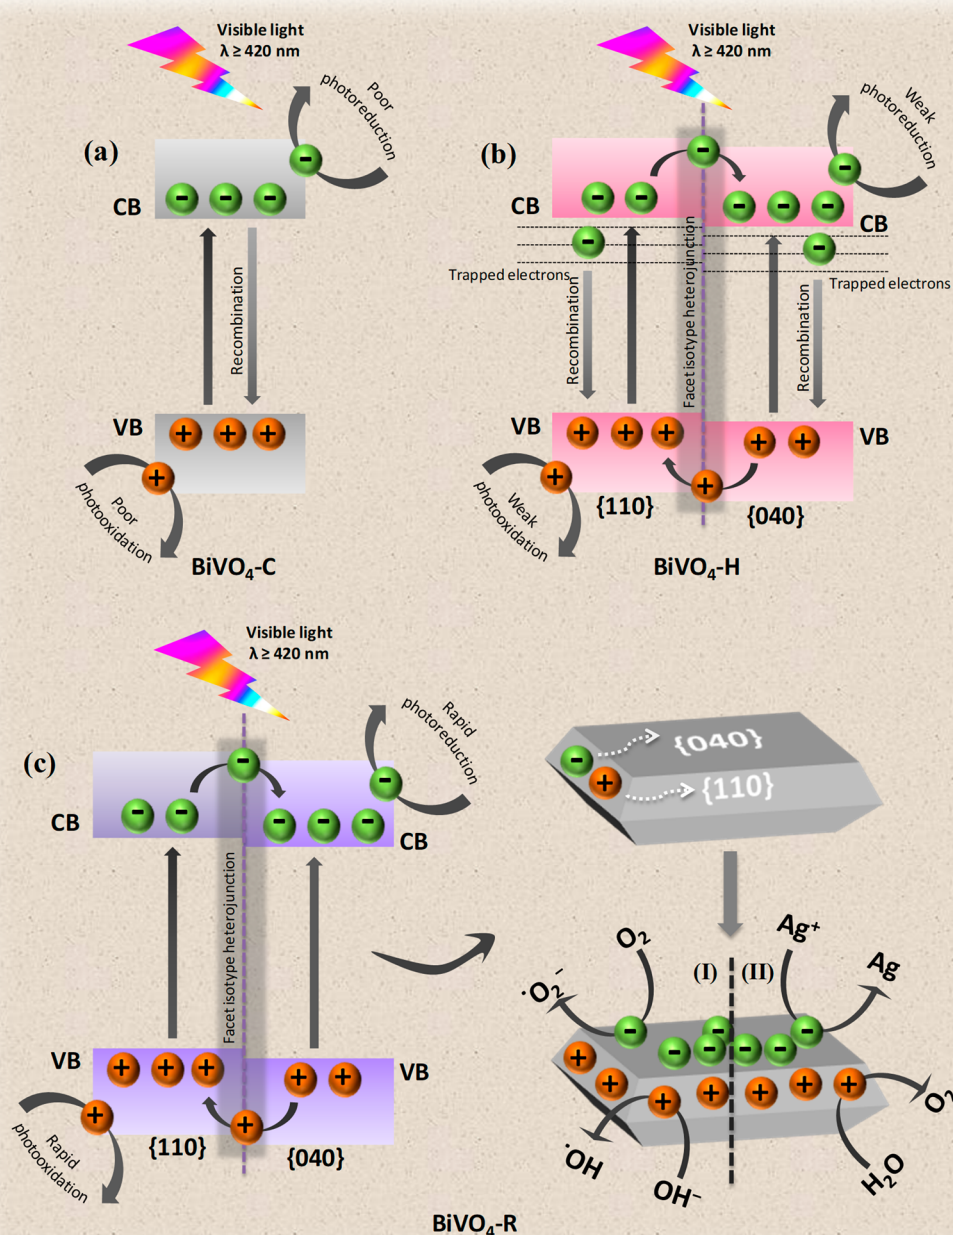 Visible light
λ ≥ 420 nm
Poor
photoreduction
(a)
CB
Recombination
VB
Poor
photooxidation
BiVO₄-C
Visible light
λ ≥ 420 nm
Weak
photoreduction
(b)
CB
CB
Trapped electrons
Trapped electrons
Recombination
Facet isotype heterojunction
Recombination
VB
VB
Weak
photooxidation
{110}
{040}
BiVO₄-H
Visible light
λ ≥ 420 nm
Rapid
photoreduction
(c)
CB
CB
Facet isotype heterojunction
VB
VB
Rapid
photooxidation
{110}
{040}
{040}
{110}
O₂
·O₂⁻
(I)
(II)
Ag⁺
Ag
·OH
OH⁻
H₂O
O₂
BiVO₄-R